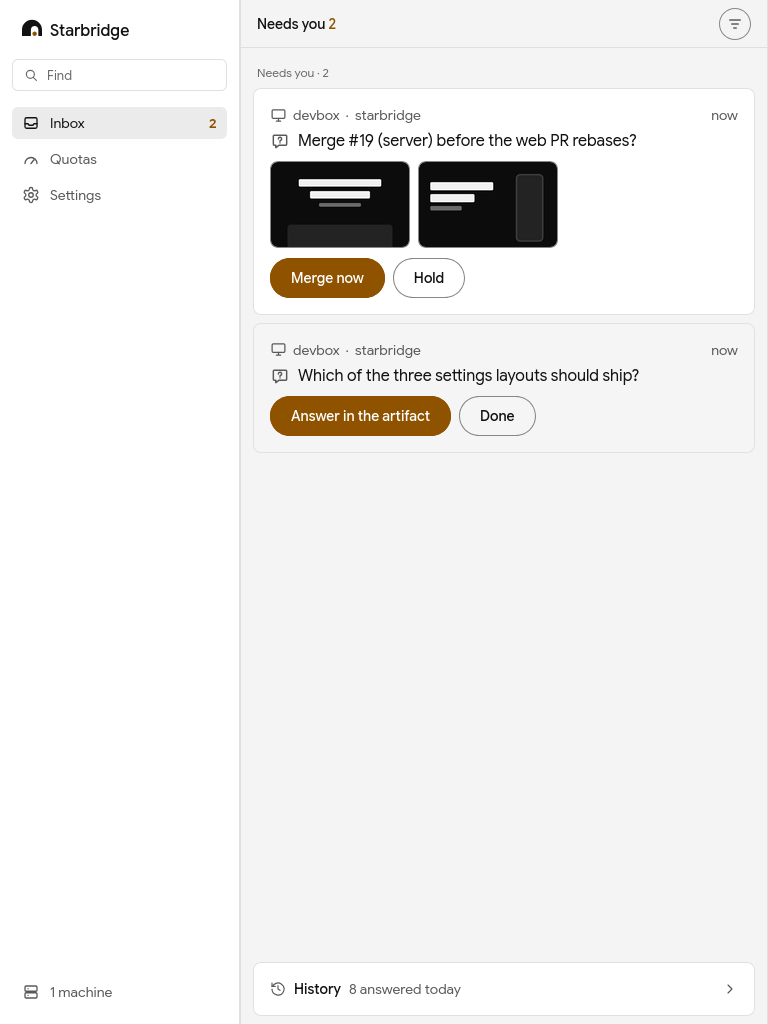 Starbridge
Find
Inbox 2
Quotas
Settings
1 machine
Needs you 2
Needs you · 2
devbox · starbridge now
Merge #19 (server) before the web PR rebases?
Merge now Hold
devbox · starbridge now
Which of the three settings layouts should ship?
Answer in the artifact Done
History 8 answered today